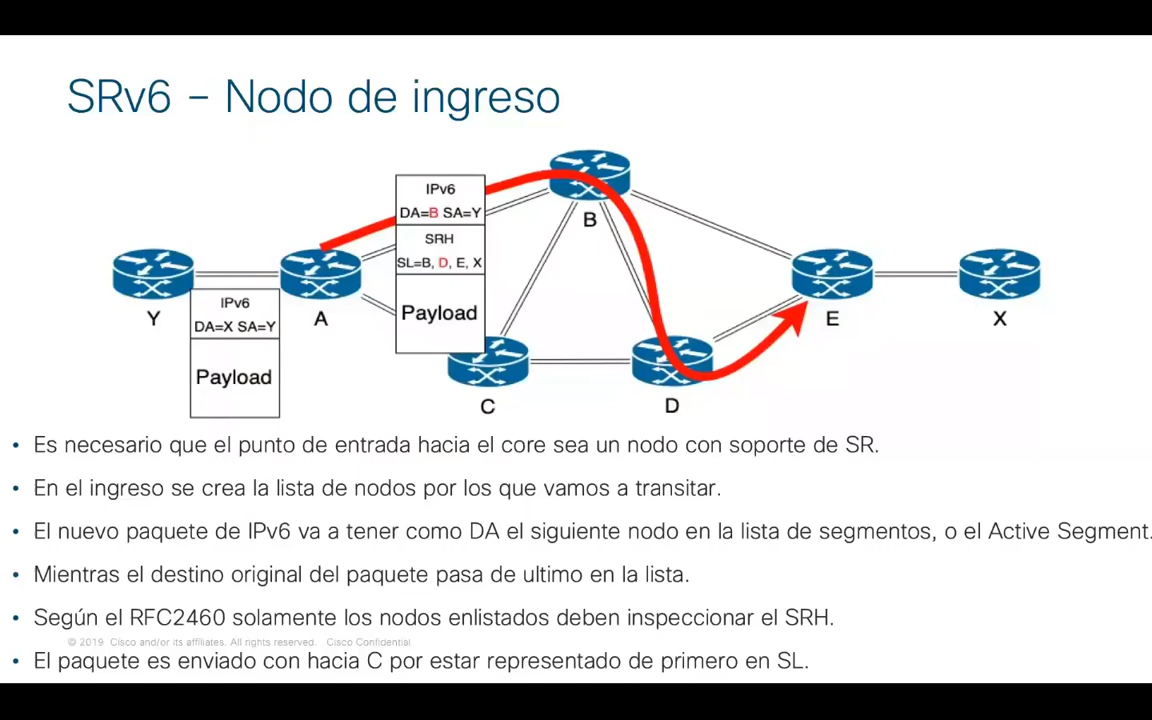 SRv6 – Nodo de ingreso
IPv6
DA=B SA=Y
SRH
SL=B, D, E, X
Payload
B
Y
IPv6
DA=X SA=Y
Payload
A
E
X
C
D
• Es necesario que el punto de entrada hacia el core sea un nodo con soporte de SR.
• En el ingreso se crea la lista de nodos por los que vamos a transitar.
• El nuevo paquete de IPv6 va a tener como DA el siguiente nodo en la lista de segmentos, o el Active Segment.
• Mientras el destino original del paquete pasa de ultimo en la lista.
• Según el RFC2460 solamente los nodos enlistados deben inspeccionar el SRH.
© 2019 Cisco and/or its affiliates. All rights reserved. Cisco Confidential
• El paquete es enviado con hacia C por estar representado de primero en SL.